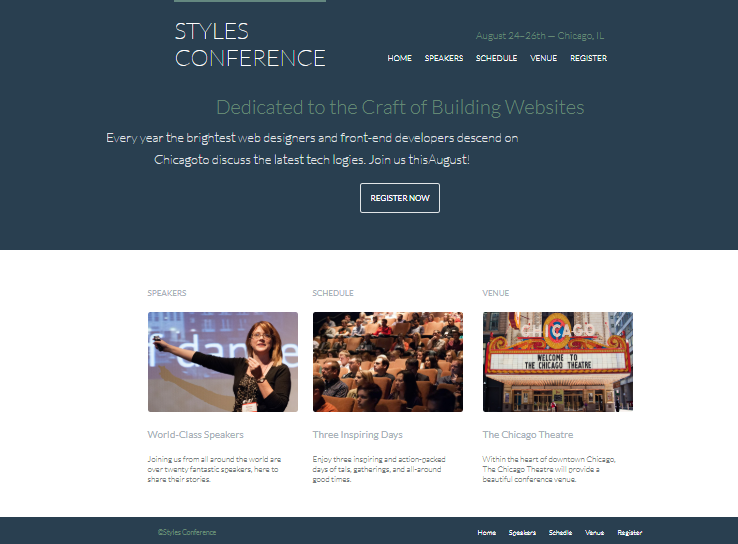 STYLES
CONFERENCE
August 24–26th — Chicago, IL
HOME SPEAKERS SCHEDULE VENUE REGISTER
Dedicated to the Craft of Building Websites
Every year the brightest web designers and front-end developers descend on
Chicagoto discuss the latest tech logies. Join us thisAugust!
REGISTER NOW
SPEAKERS SCHEDULE VENUE
f dance
CHICAGO
WELCOME TO
THE CHICAGO THEATRE
World-Class Speakers
Joining us from all around the world are
over twenty fantastic speakers, here to
share their stories.
Three Inspiring Days
Enjoy three inspiring and action-packed
days of tals, gatherings, and all-around
good times.
The Chicago Theatre
Within the heart of downtown Chicago,
The Chicago Theatre will provide a
beautiful conference venue.
©Styles Conference
Home Speakers Schedle Venue Register